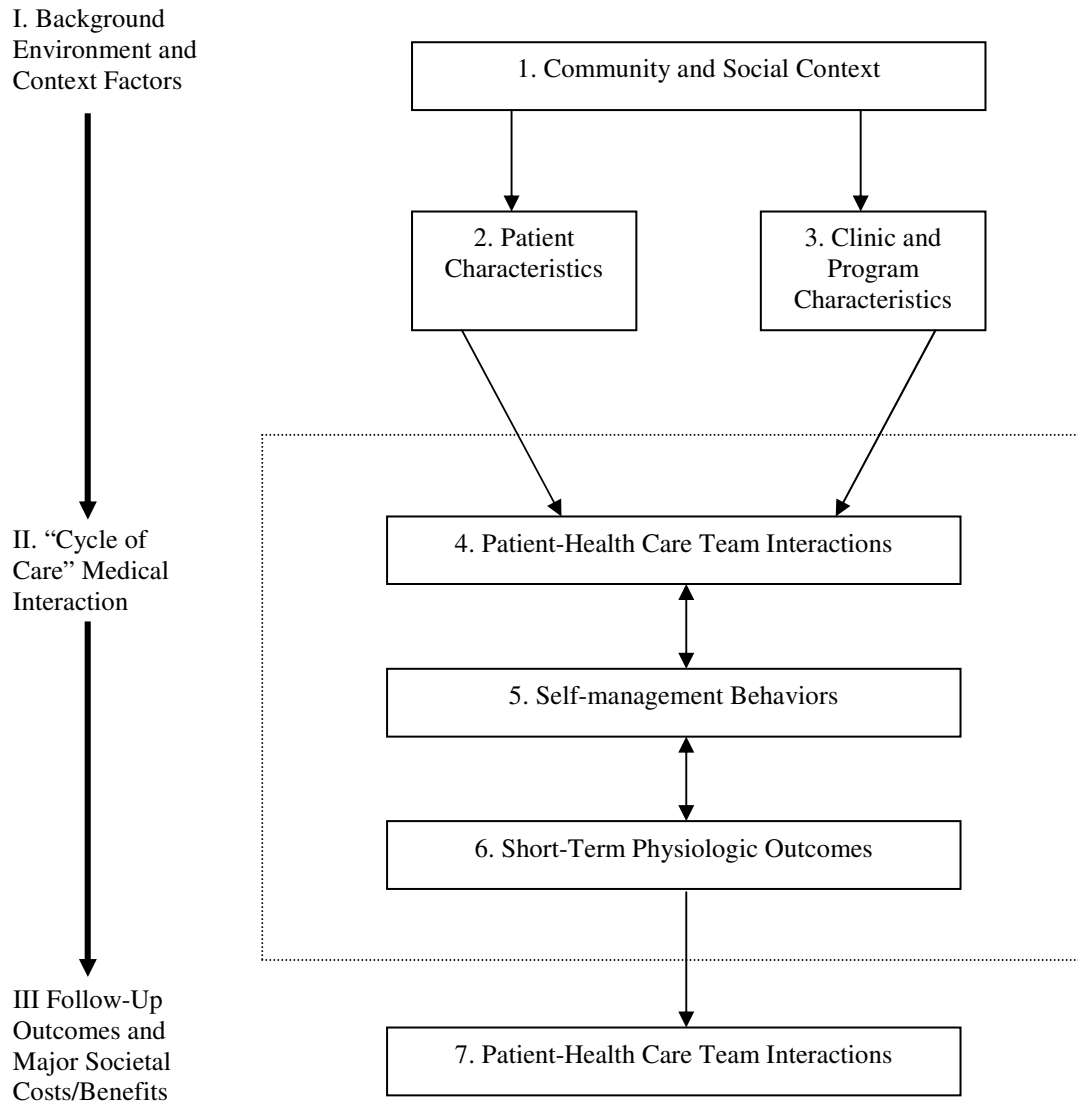 I. Background
Environment and
Context Factors
1. Community and Social Context
2. Patient
Characteristics
3. Clinic and
Program
Characteristics
II. “Cycle of
Care” Medical
Interaction
4. Patient-Health Care Team Interactions
5. Self-management Behaviors
6. Short-Term Physiologic Outcomes
III Follow-Up
Outcomes and
Major Societal
Costs/Benefits
7. Patient-Health Care Team Interactions